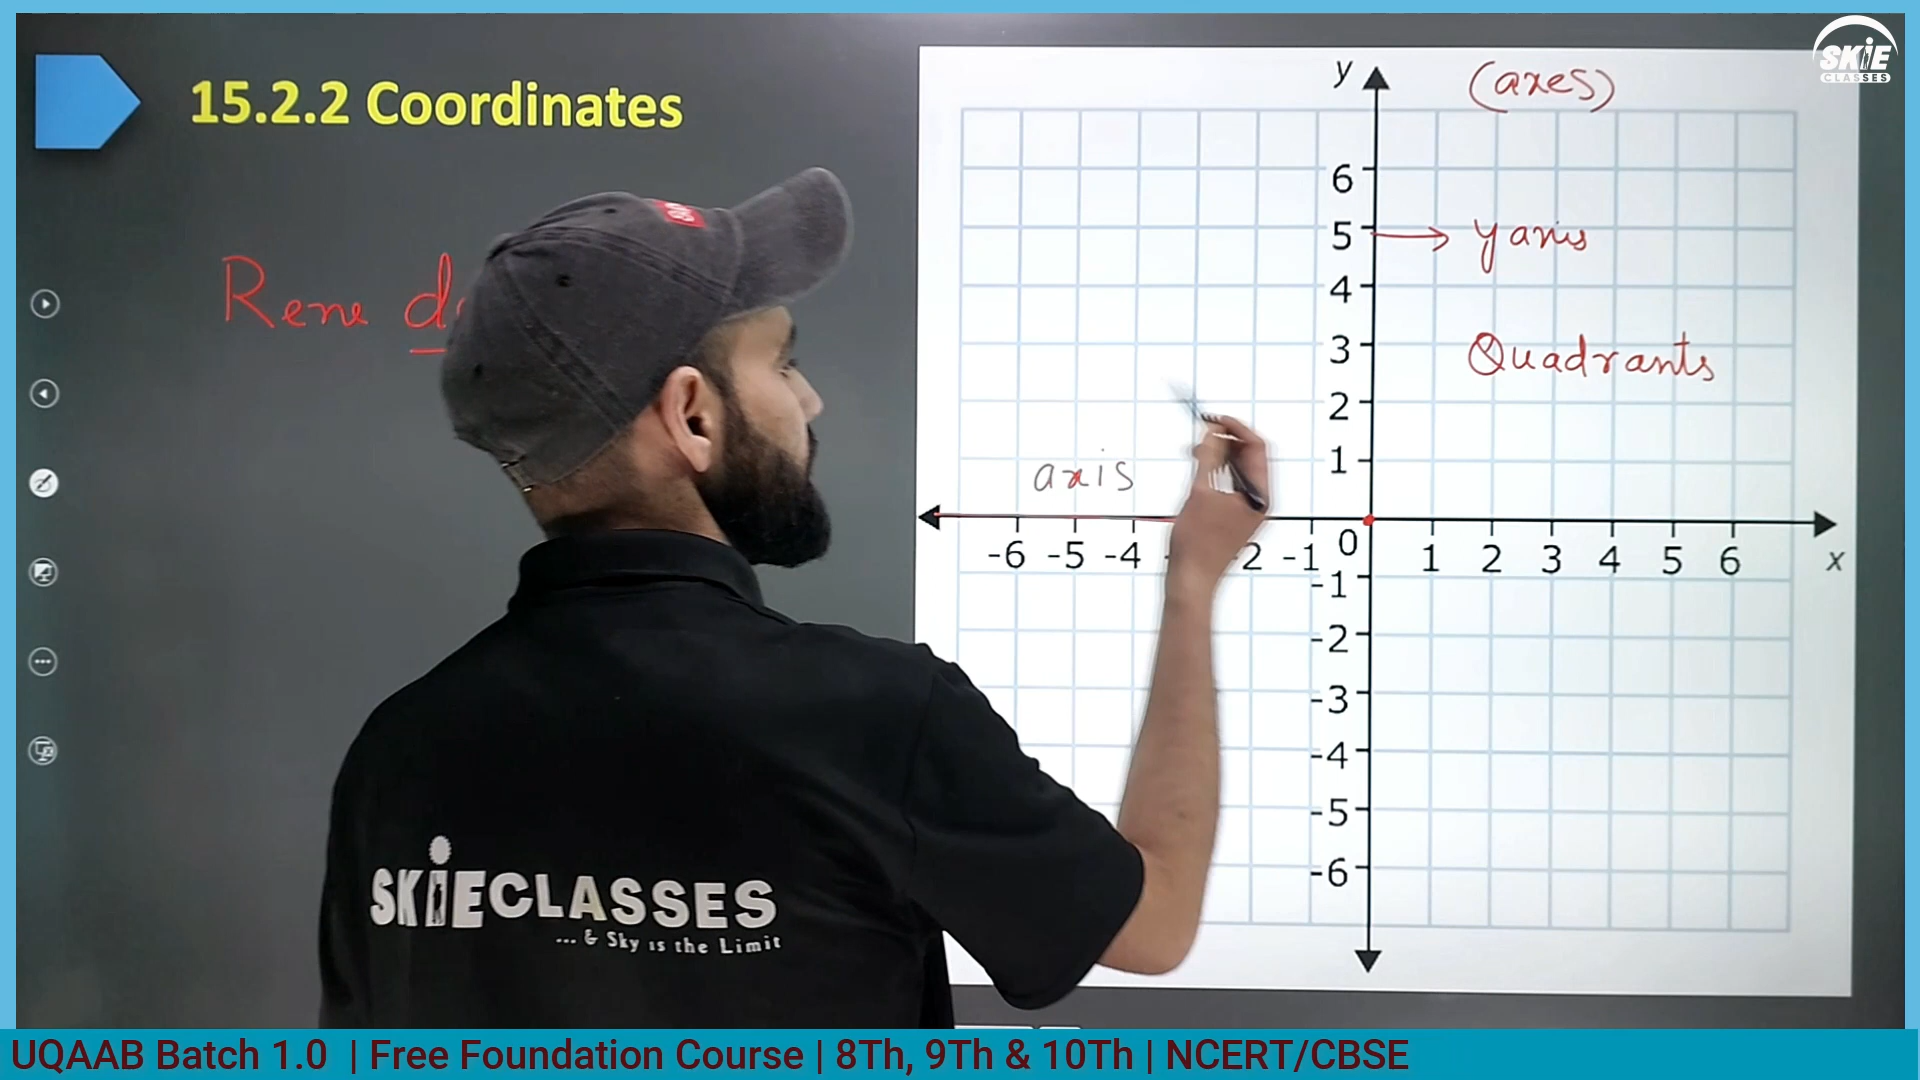 SKIE
CLASSES
15.2.2 Coordinates
Rene
y
(axes)
6
5
y axis
4
3
Quadrants
2
1
axis
-6 -5 -4 -2 -1 0 1 2 3 4 5 6
x
-1
-2
-3
-4
-5
-6
SKIECLASSES
... & Sky is the Limit
UQAAB Batch 1.0 | Free Foundation Course | 8Th, 9Th & 10Th | NCERT/CBSE